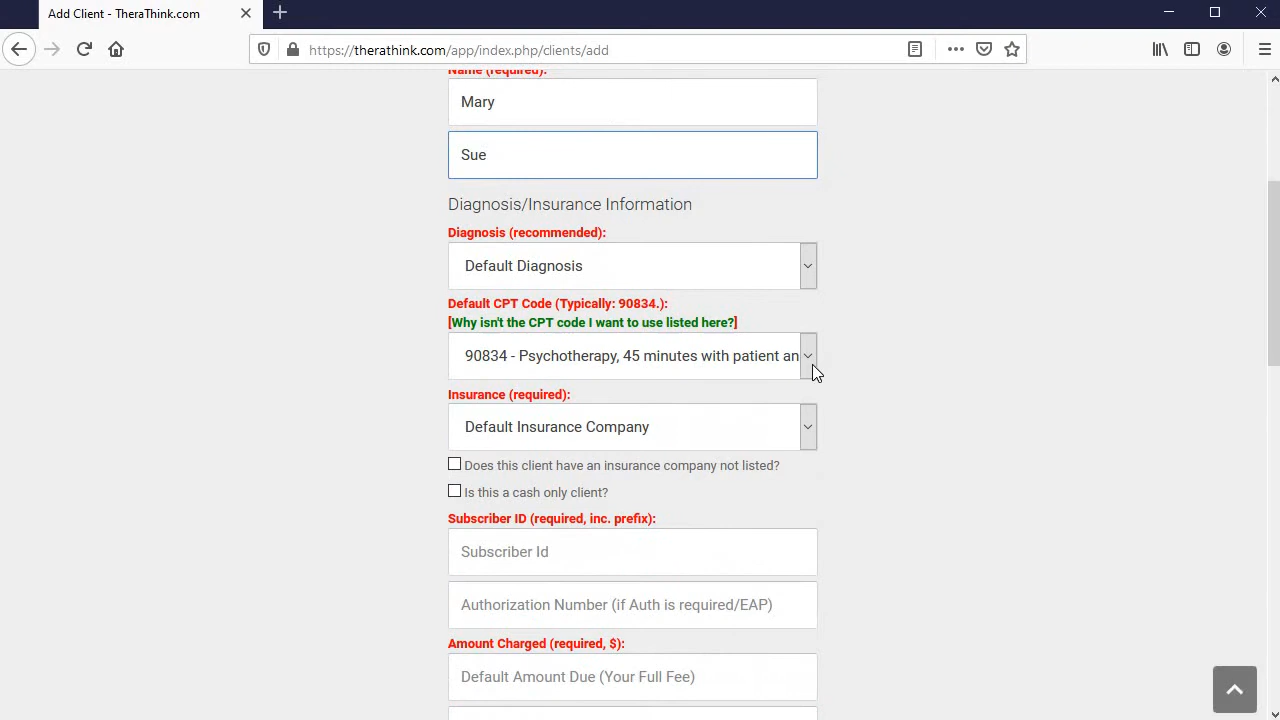 Add Client - TheraThink.com
https://therathink.com/app/index.php/clients/add
Name (required):
Mary
Sue
Diagnosis/Insurance Information
Diagnosis (recommended):
Default Diagnosis
Default CPT Code (Typically: 90834.):
[Why isn't the CPT code I want to use listed here?]
90834 - Psychotherapy, 45 minutes with patient an
Insurance (required):
Default Insurance Company
Does this client have an insurance company not listed?
Is this a cash only client?
Subscriber ID (required, inc. prefix):
Subscriber Id
Authorization Number (if Auth is required/EAP)
Amount Charged (required, $):
Default Amount Due (Your Full Fee)